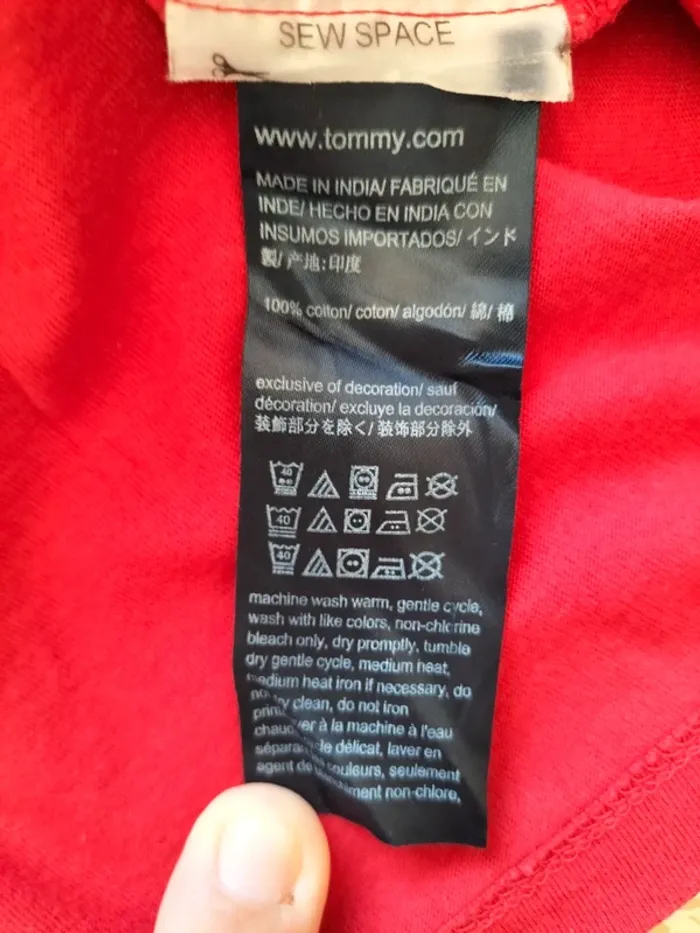 SEW SPACE
www.tommy.com
MADE IN INDIA/ FABRIQUÉ EN
INDE/ HECHO EN INDIA CON
INSUMOS IMPORTADOS/ インド
製/ 产地:印度
100% cotton/ coton/ algodón/ 綿/ 棉
exclusive of decoration/ sauf
décoration/ excluye la decoración/
装飾部分を除く/ 装饰部分除外
40
40
40
machine wash warm, gentle cycle,
wash with like colors, non-chlorine
bleach only, dry promptly, tumble
dry gentle cycle, medium heat,
medium heat iron if necessary, do
clean, do not iron
à la machine à l'eau
délicat, laver en
agent de couleurs, seulement
non-chlore,